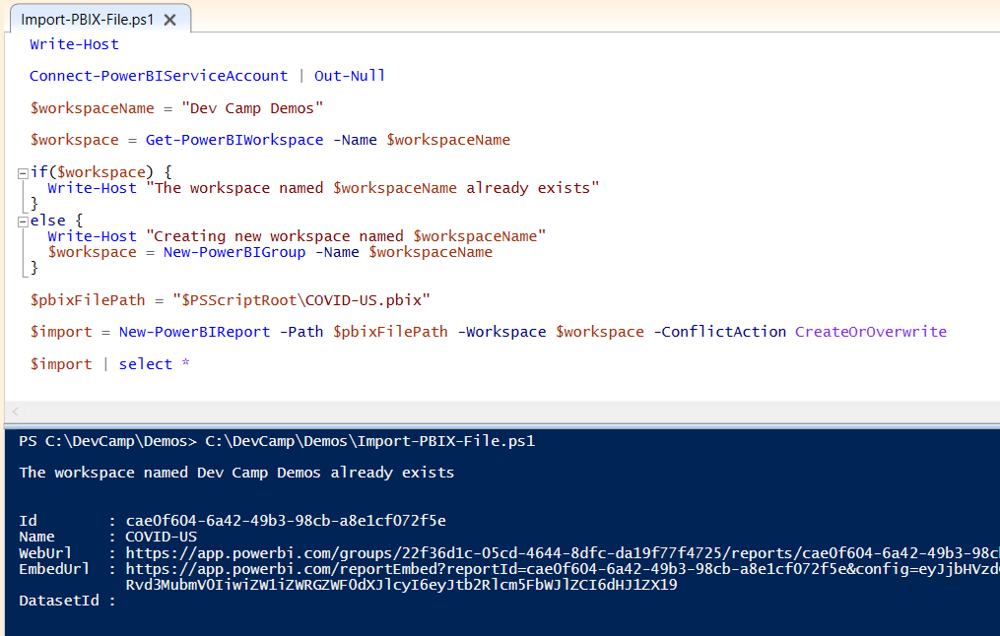 Import-PBIX-File.ps1
Write-Host
Connect-PowerBIServiceAccount | Out-Null
$workspaceName = "Dev Camp Demos"
$workspace = Get-PowerBIWorkspace -Name $workspaceName
if($workspace) {
  Write-Host "The workspace named $workspaceName already exists"
}
else {
  Write-Host "Creating new workspace named $workspaceName"
  $workspace = New-PowerBIGroup -Name $workspaceName
}
$pbixFilePath = "$PSScriptRoot\COVID-US.pbix"
$import = New-PowerBIReport -Path $pbixFilePath -Workspace $workspace -ConflictAction CreateOrOverwrite
$import | select *
PS C:\DevCamp\Demos> C:\DevCamp\Demos\Import-PBIX-File.ps1
The workspace named Dev Camp Demos already exists
Id        : cae0f604-6a42-49b3-98cb-a8e1cf072f5e
Name      : COVID-US
WebUrl    : https://app.powerbi.com/groups/22f36d1c-05cd-4644-8dfc-da19f77f4725/reports/cae0f604-6a42-49b3-98c
EmbedUrl  : https://app.powerbi.com/reportEmbed?reportId=cae0f604-6a42-49b3-98cb-a8e1cf072f5e&config=eyJjbHVzd
            Rvd3MubmV0IiwiZW1iZWRGZWF0dXJlcyI6eyJtb2Rlcm5FbWJlZCI6dHJ1ZX19
DatasetId :